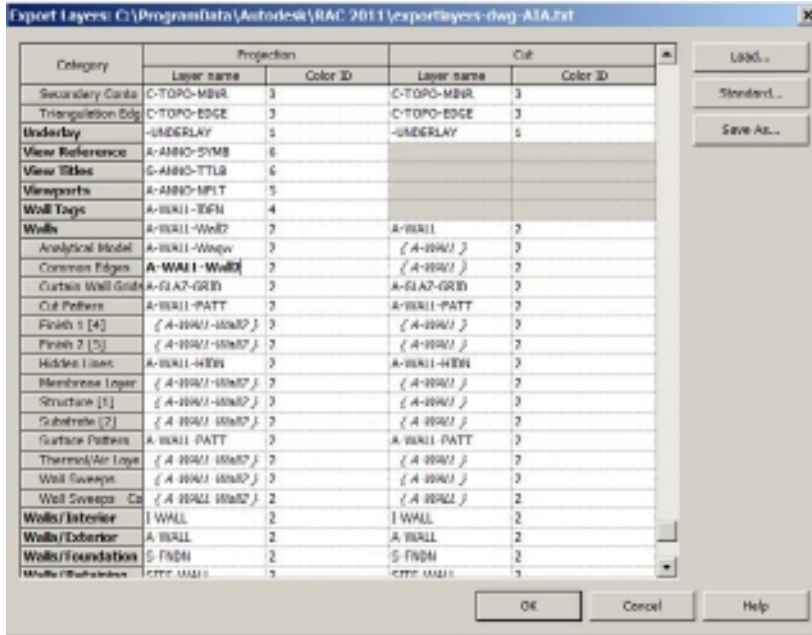 Export Layers: C:\ProgramData\Autodesk\RAC 2011\exportlayers-dwg-AIA.txt
Category Projection Cut
Layer name Color ID Layer name Color ID
Secondary Conto C-TOPO-MINR 3 C-TOPO-MINR 3
Triangulation Edg C-TOPO-EDGE 3 C-TOPO-EDGE 3
Underlay -UNDERLAY 1 -UNDERLAY 1
View Reference A-ANNO-SYMB 6
View Titles G-ANNO-TTLB 6
Viewports A-ANNO-NPLT 5
Wall Tags A-WALL-IDEN 4
Walls A-WALL-Wall2 2 A-WALL 2
Analytical Model 2 { A-WALL } 2
Common Edges 2 { A-WALL } 2
Curtain Wall Grids A-GLAZ-GRID 2 A-GLAZ-GRID 2
Cut Pattern A-WALL-PATT 2 A-WALL-PATT 2
Finish 1 [4] { A-WALL-Wall2 } 2 { A-WALL } 2
Finish 2 [5] { A-WALL-Wall2 } 2 { A-WALL } 2
Hidden Lines A-WALL-HIDN 2 A-WALL-HIDN 2
Membrane Layer { A-WALL-Wall2 } 2 { A-WALL } 2
Structure [1] { A-WALL-Wall2 } 2 { A-WALL } 2
Substrate [2] { A-WALL-Wall2 } 2 { A-WALL } 2
Surface Pattern A-WALL-PATT 2 A-WALL-PATT 2
Thermal/Air Laye { A-WALL-Wall2 } 2 { A-WALL } 2
Wall Sweeps { A-WALL-Wall2 } 2 { A-WALL } 2
Wall Sweeps Co { A-WALL-Wall2 } 2 { A-WALL } 2
Walls/Interior I-WALL 2 I-WALL 2
Walls/Exterior A-WALL 2 A-WALL 2
Walls/Foundation S-FNDN 2 S-FNDN 2
Walls/Retaining SITE-WALL 2 SITE-WALL 2
Load...
Standard...
Save As...
OK Cancel Help